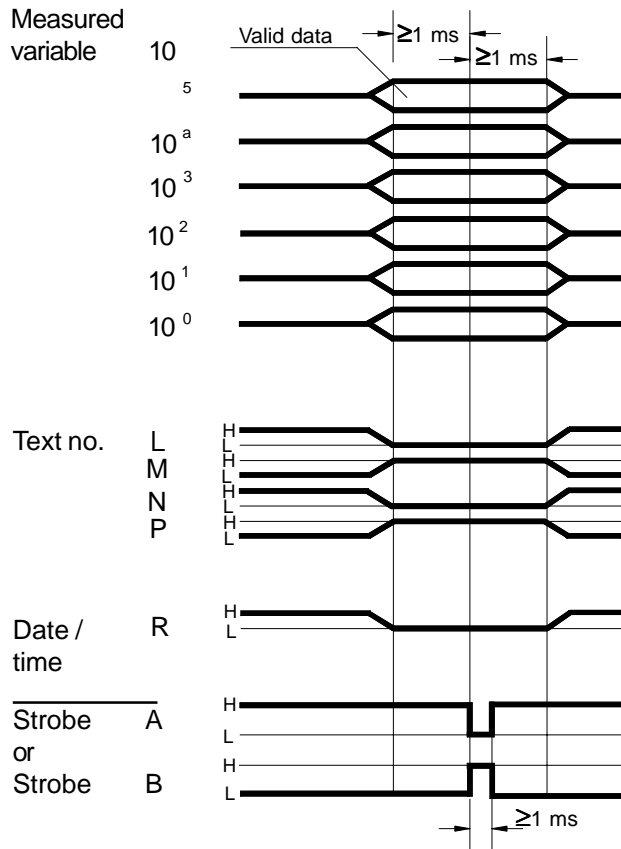 Measured
variable 10
≥1 ms
≥1 ms
Valid data
5
10 a
10 3
10 2
10 1
10 0
Text no. L H
L
M H
L
N H
L
P H
L
Date / R H
time L
Strobe A H
or L
Strobe B H
L
≥1 ms